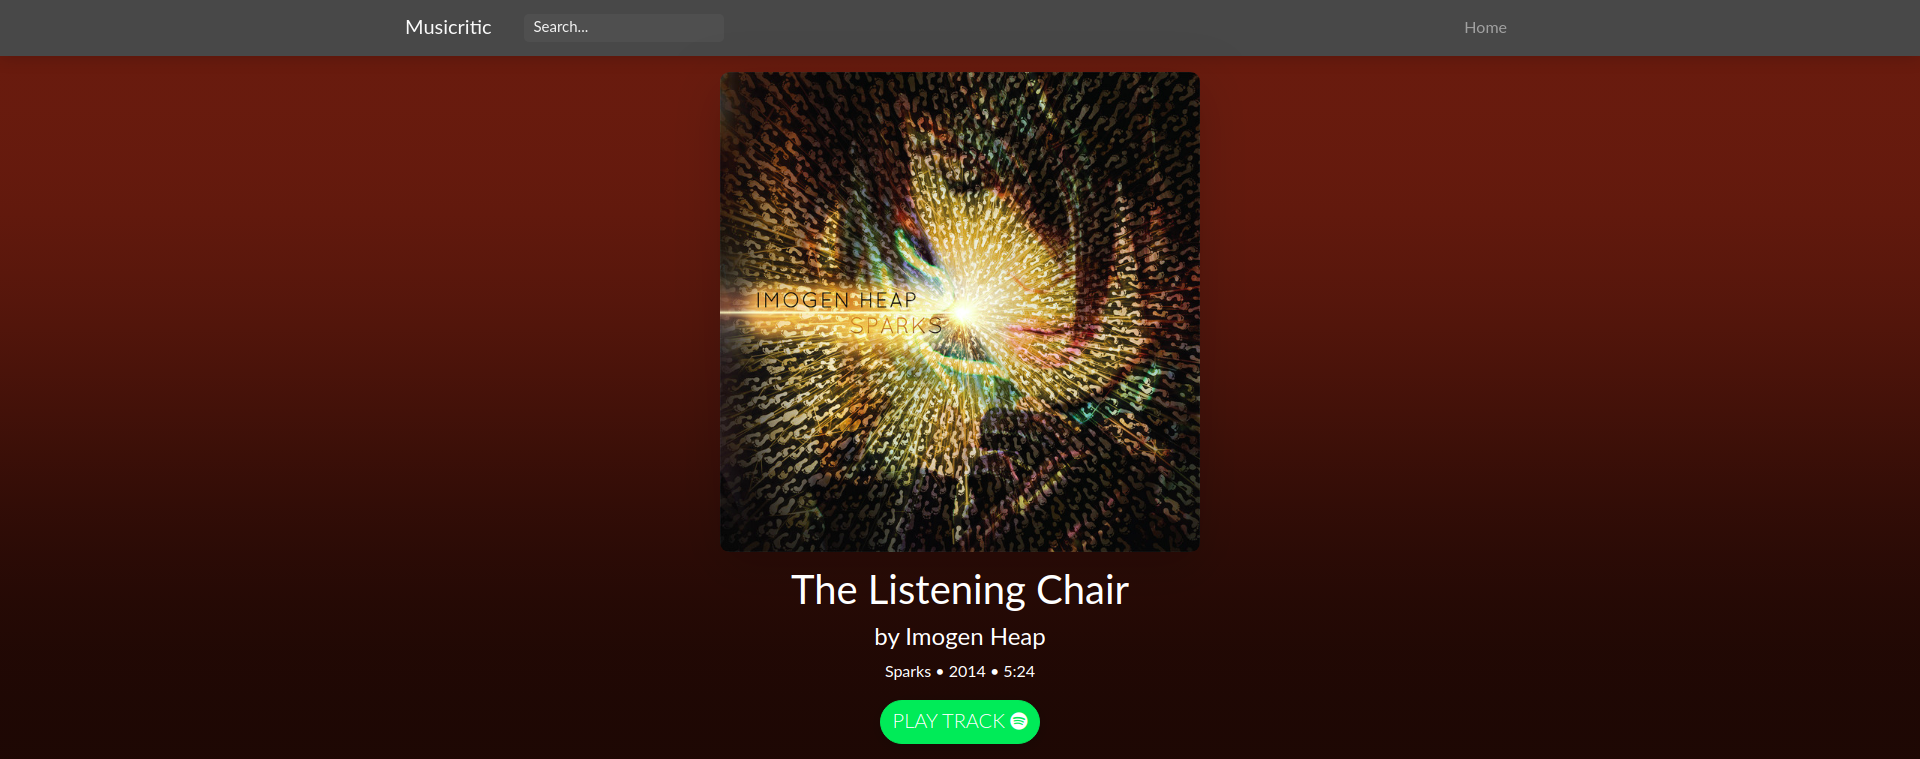 Musicritic
Search...
Home
IMOGEN HEAP
SPARKS
The Listening Chair
by Imogen Heap
Sparks • 2014 • 5:24
PLAY TRACK